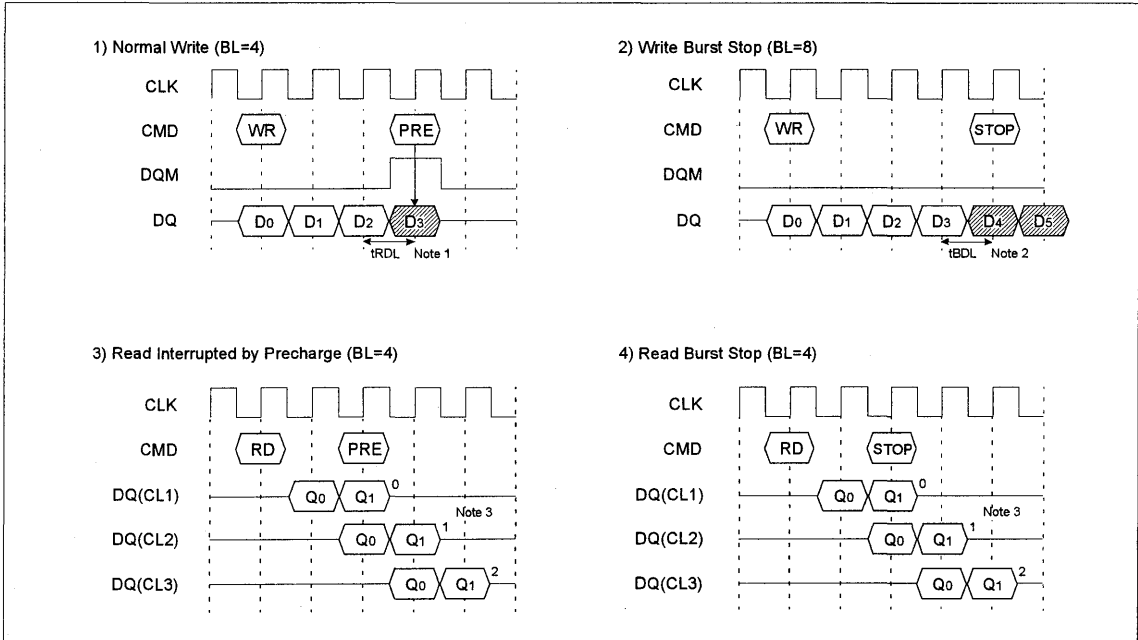 1) Normal Write (BL=4)
CLK
CMD
WR
PRE
DQM
DQ
D0
D1
D2
D3
tRDL
Note 1
2) Write Burst Stop (BL=8)
CLK
CMD
WR
STOP
DQM
DQ
D0
D1
D2
D3
D4
D5
tBDL
Note 2
3) Read Interrupted by Precharge (BL=4)
CLK
CMD
RD
PRE
DQ(CL1)
Q0
Q1
0
Note 3
DQ(CL2)
Q0
Q1
1
DQ(CL3)
Q0
Q1
2
4) Read Burst Stop (BL=4)
CLK
CMD
RD
STOP
DQ(CL1)
Q0
Q1
0
Note 3
DQ(CL2)
Q0
Q1
1
DQ(CL3)
Q0
Q1
2